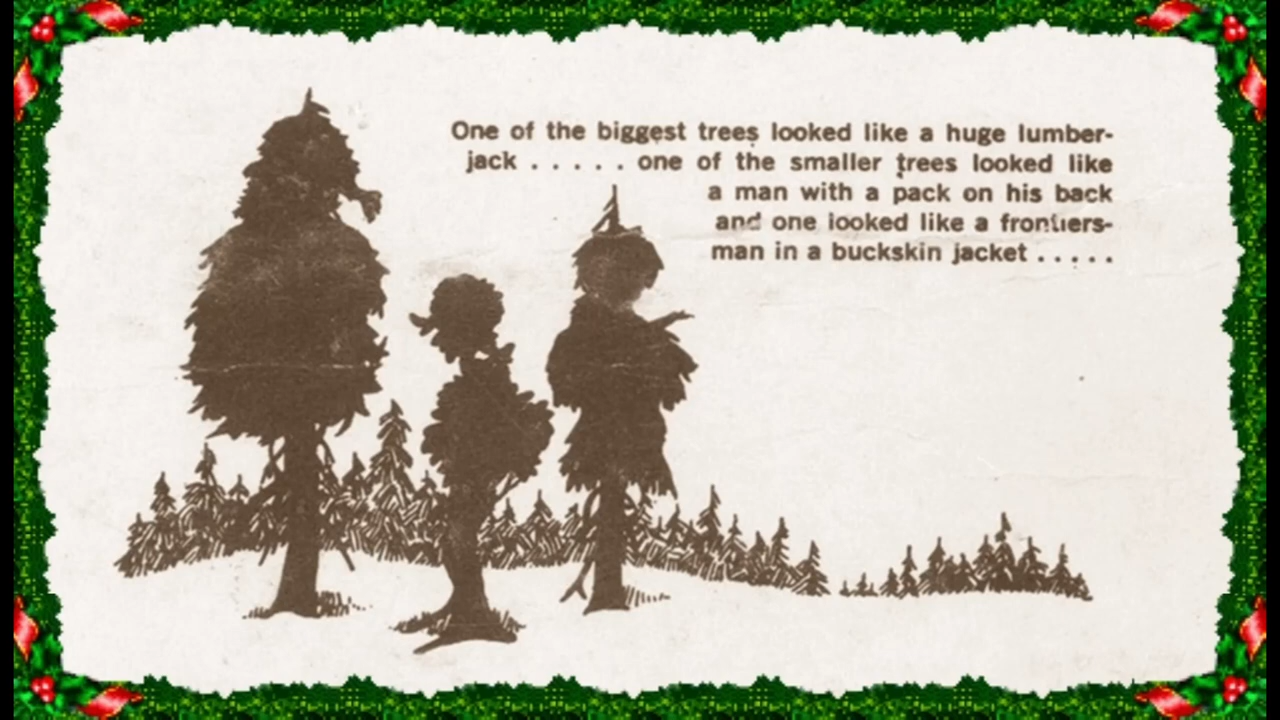 One of the biggest trees looked like a huge lumber-
jack . . . . . one of the smaller trees looked like
a man with a pack on his back
and one looked like a frontiers-
man in a buckskin jacket . . . . .